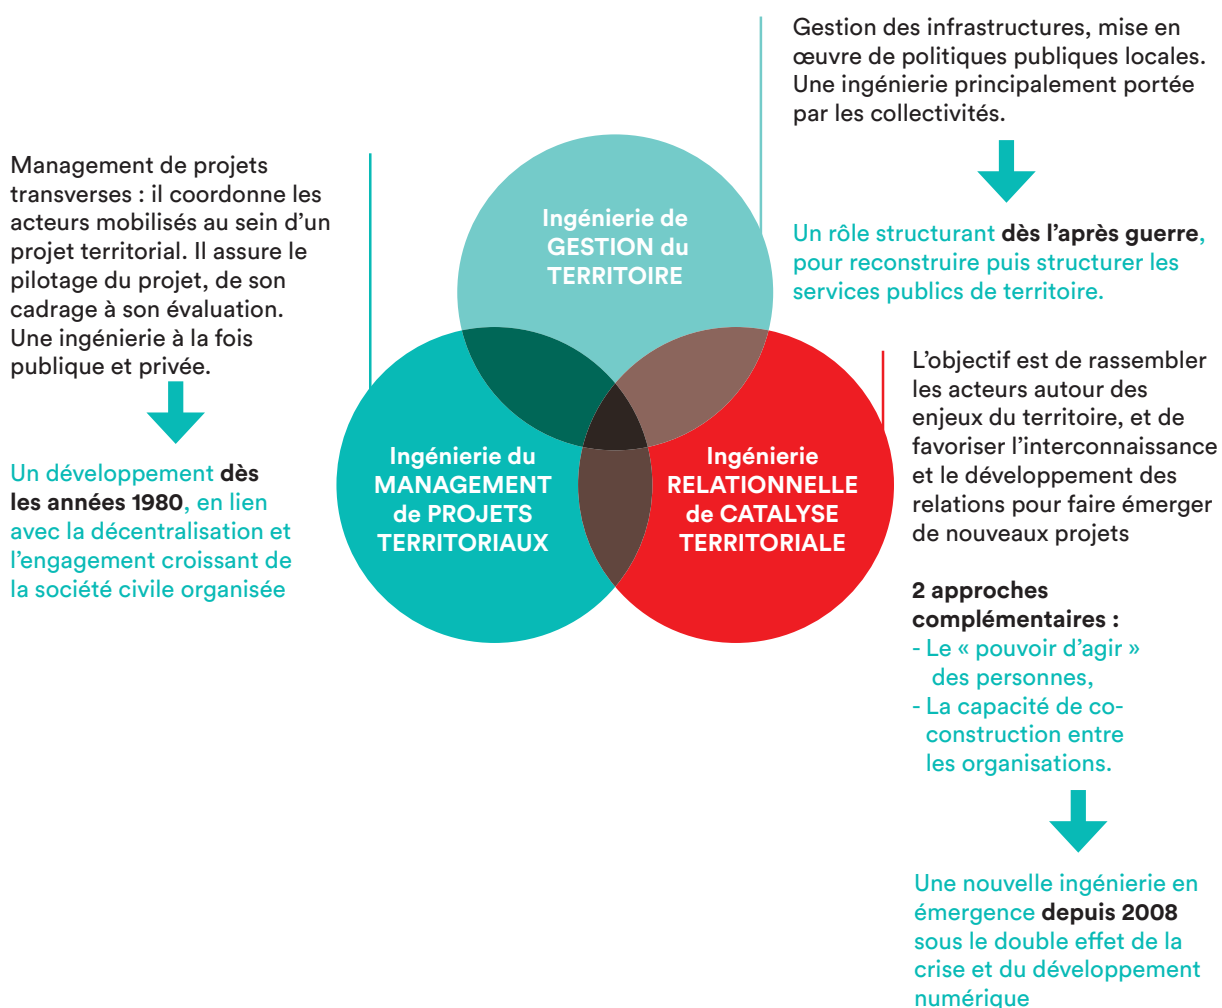 Gestion des infrastructures, mise en
œuvre de politiques publiques locales.
Une ingénierie principalement portée
par les collectivités.
Un rôle structurant dès l'après guerre,
pour reconstruire puis structurer les
services publics de territoire.
Management de projets
transverses : il coordonne les
acteurs mobilisés au sein d'un
projet territorial. Il assure le
pilotage du projet, de son
cadrage à son évaluation.
Une ingénierie à la fois
publique et privée.
Un développement dès
les années 1980, en lien
avec la décentralisation et
l'engagement croissant de
la société civile organisée
Ingénierie de
GESTION du
TERRITOIRE
Ingénierie du
MANAGEMENT
de PROJETS
TERRITORIAUX
Ingénierie
RELATIONNELLE
de CATALYSE
TERRITORIALE
L'objectif est de rassembler
les acteurs autour des
enjeux du territoire, et de
favoriser l'interconnaissance
et le développement des
relations pour faire émerger
de nouveaux projets
2 approches
complémentaires :
- Le « pouvoir d'agir »
des personnes,
- La capacité de co-
construction entre
les organisations.
Une nouvelle ingénierie en
émergence depuis 2008
sous le double effet de la
crise et du développement
numérique